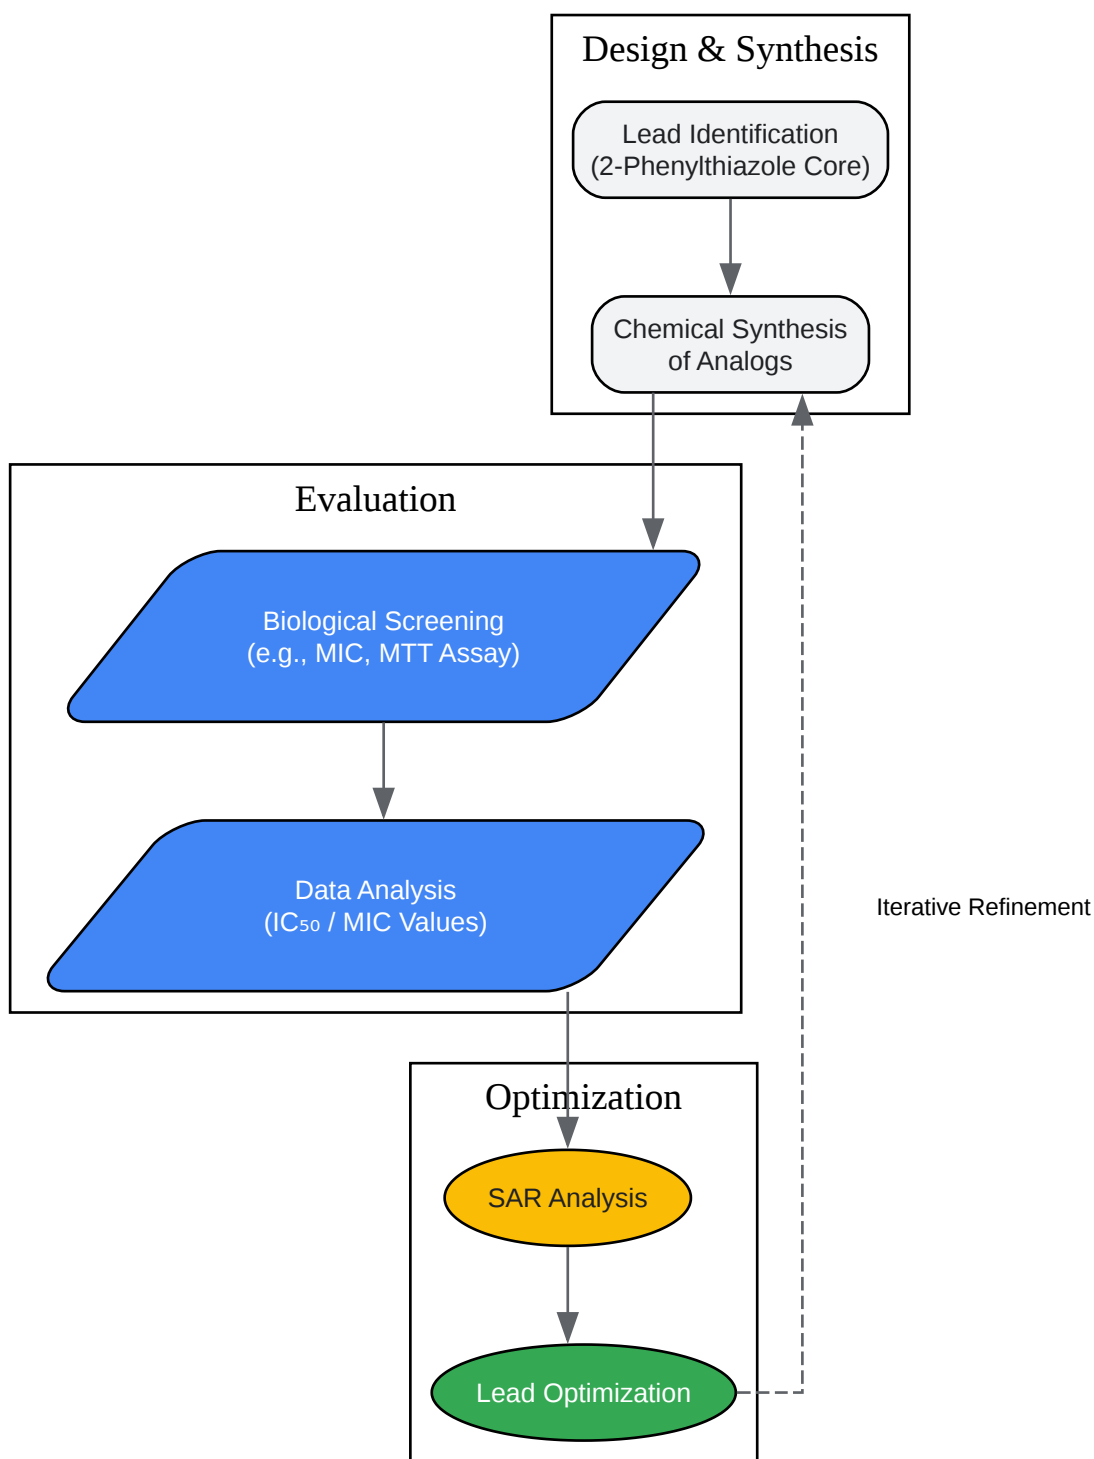 Design & Synthesis
Lead Identification
(2-Phenylthiazole Core)
Chemical Synthesis
of Analogs
Evaluation
Biological Screening
(e.g., MIC, MTT Assay)
Data Analysis
(IC₅₀ / MIC Values)
Iterative Refinement
Optimization
SAR Analysis
Lead Optimization